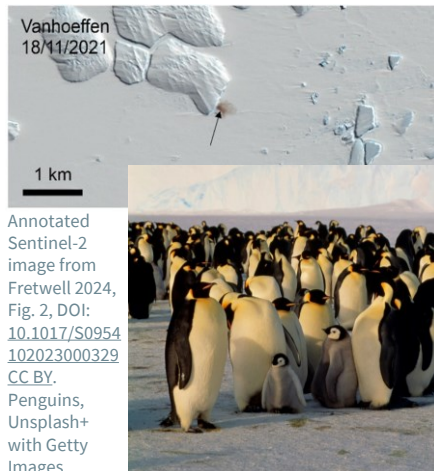 Vanhoeffen
18/11/2021
1 km
Annotated
Sentinel-2
image from
Fretwell 2024,
Fig. 2, DOI:
10.1017/S0954
102023000329
CC BY.
Penguins,
Unsplash+
with Getty
Images